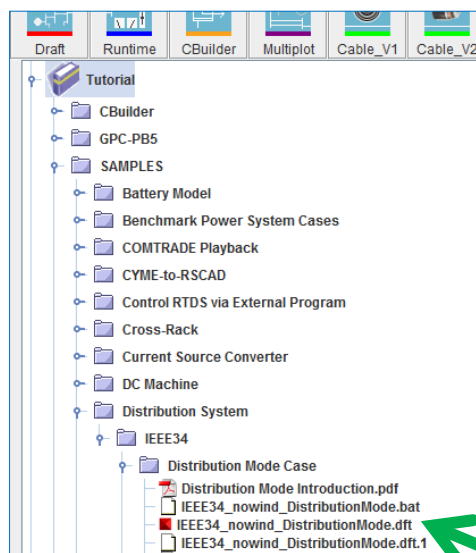 Draft Runtime CBuilder Multiplot Cable_V1 Cable_V2
Tutorial
CBuilder
GPC-PB5
SAMPLES
Battery Model
Benchmark Power System Cases
COMTRADE Playback
CYME-to-RSCAD
Control RTDS via External Program
Cross-Rack
Current Source Converter
DC Machine
Distribution System
IEEE34
Distribution Mode Case
Distribution Mode Introduction.pdf
IEEE34_nowind_DistributionMode.bat
IEEE34_nowind_DistributionMode.dft
IEEE34_nowind_DistributionMode.dft.1